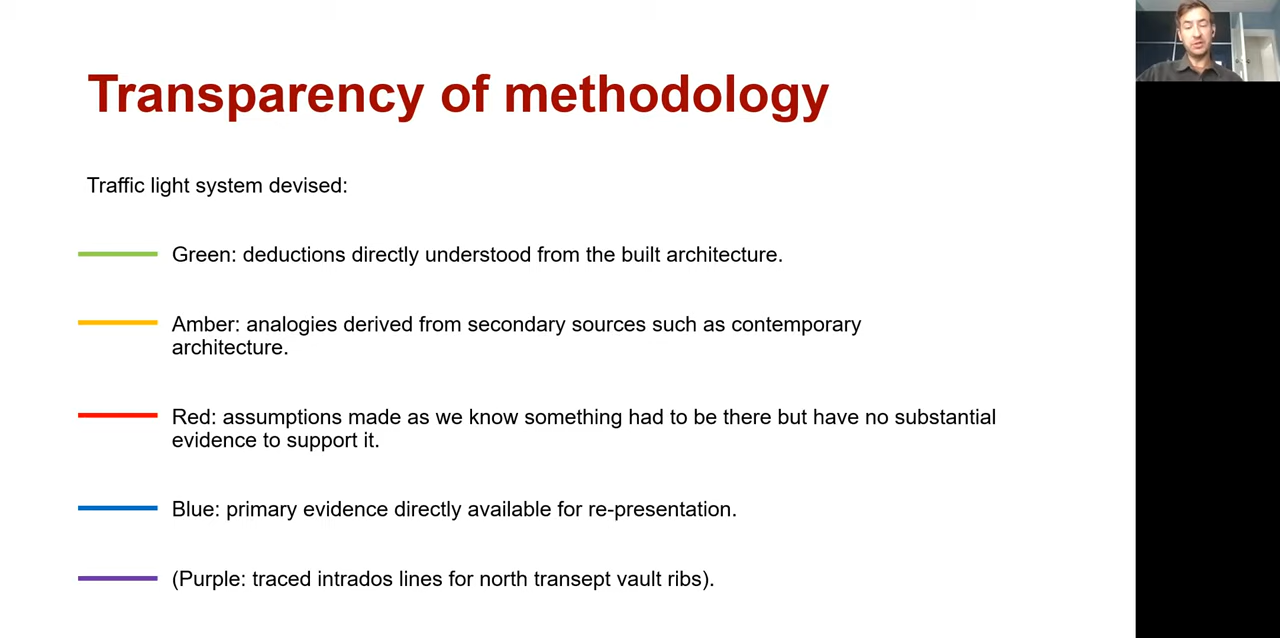 Transparency of methodology
Traffic light system devised:
Green: deductions directly understood from the built architecture.
Amber: analogies derived from secondary sources such as contemporary
architecture.
Red: assumptions made as we know something had to be there but have no substantial
evidence to support it.
Blue: primary evidence directly available for re-presentation.
(Purple: traced intrados lines for north transept vault ribs).